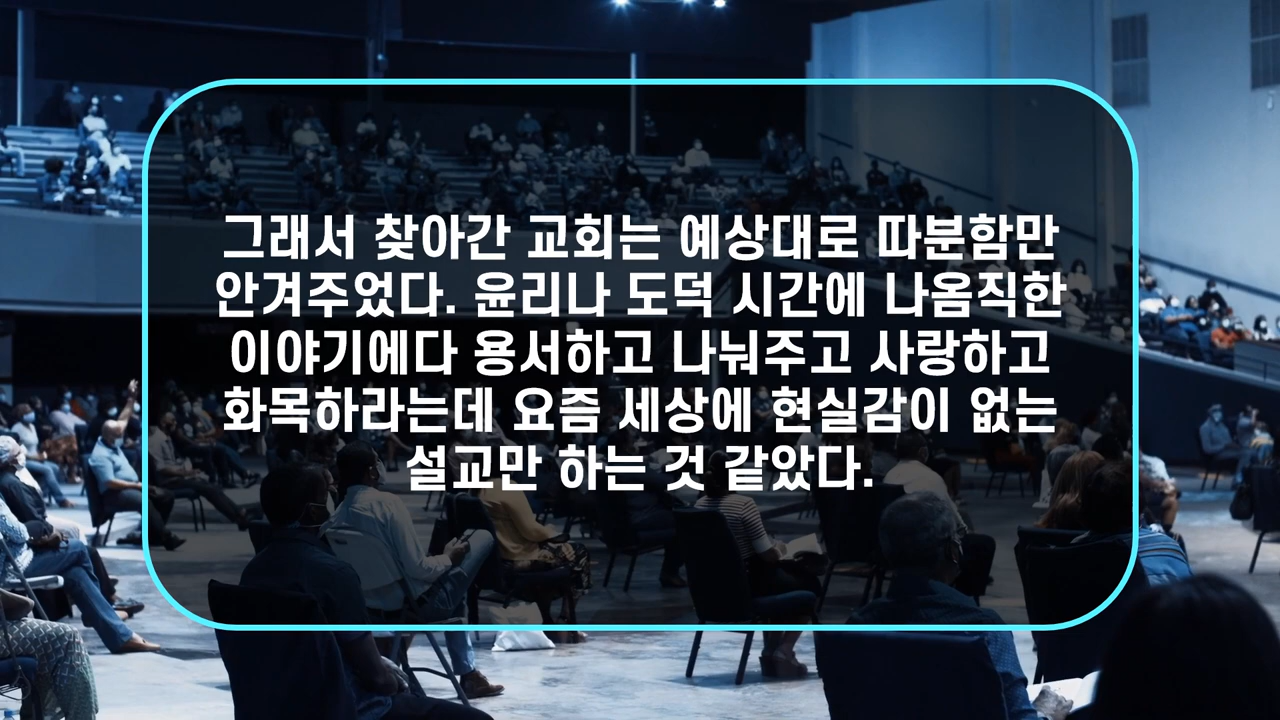 그래서 찾아간 교회는 예상대로 따분함만
안겨주었다. 윤리나 도덕 시간에 나옴직한
이야기에다 용서하고 나눠주고 사랑하고
화목하라는데 요즘 세상에 현실감이 없는
설교만 하는 것 같았다.